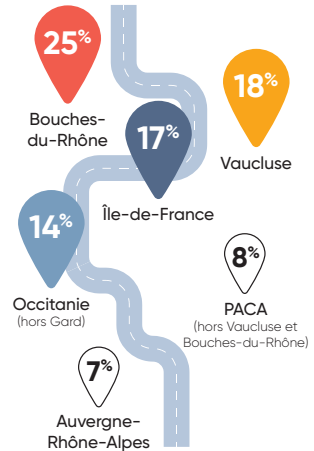 25%
Bouches-
du-Rhône
18%
Vaucluse
17%
Île-de-France
14%
Occitanie
(hors Gard)
8%
PACA
(hors Vaucluse et
Bouches-du-Rhône)
7%
Auvergne-
Rhône-Alpes